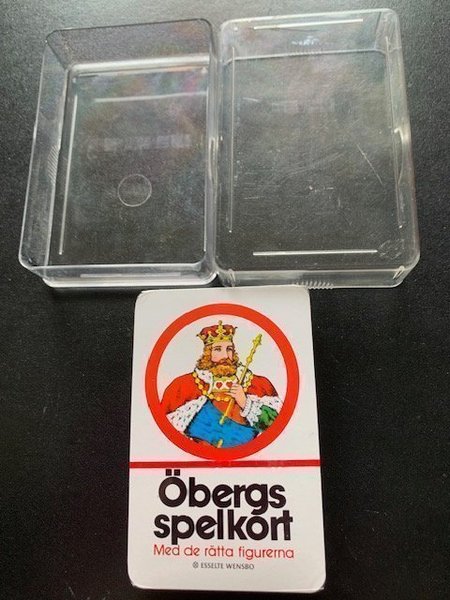 Öbergs
spelkort
Med de rätta figurerna
® ESSELTE WENSBO